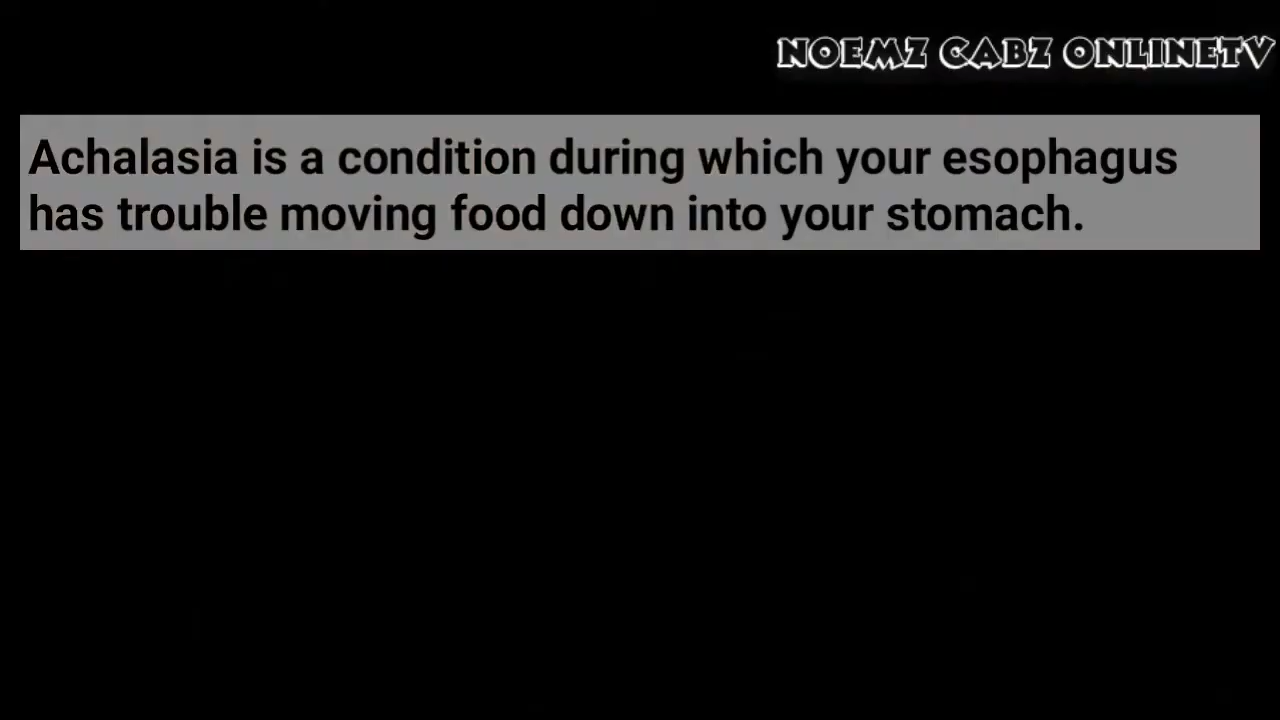 NOEMZ CABZ ONLINETV
Achalasia is a condition during which your esophagus
has trouble moving food down into your stomach.